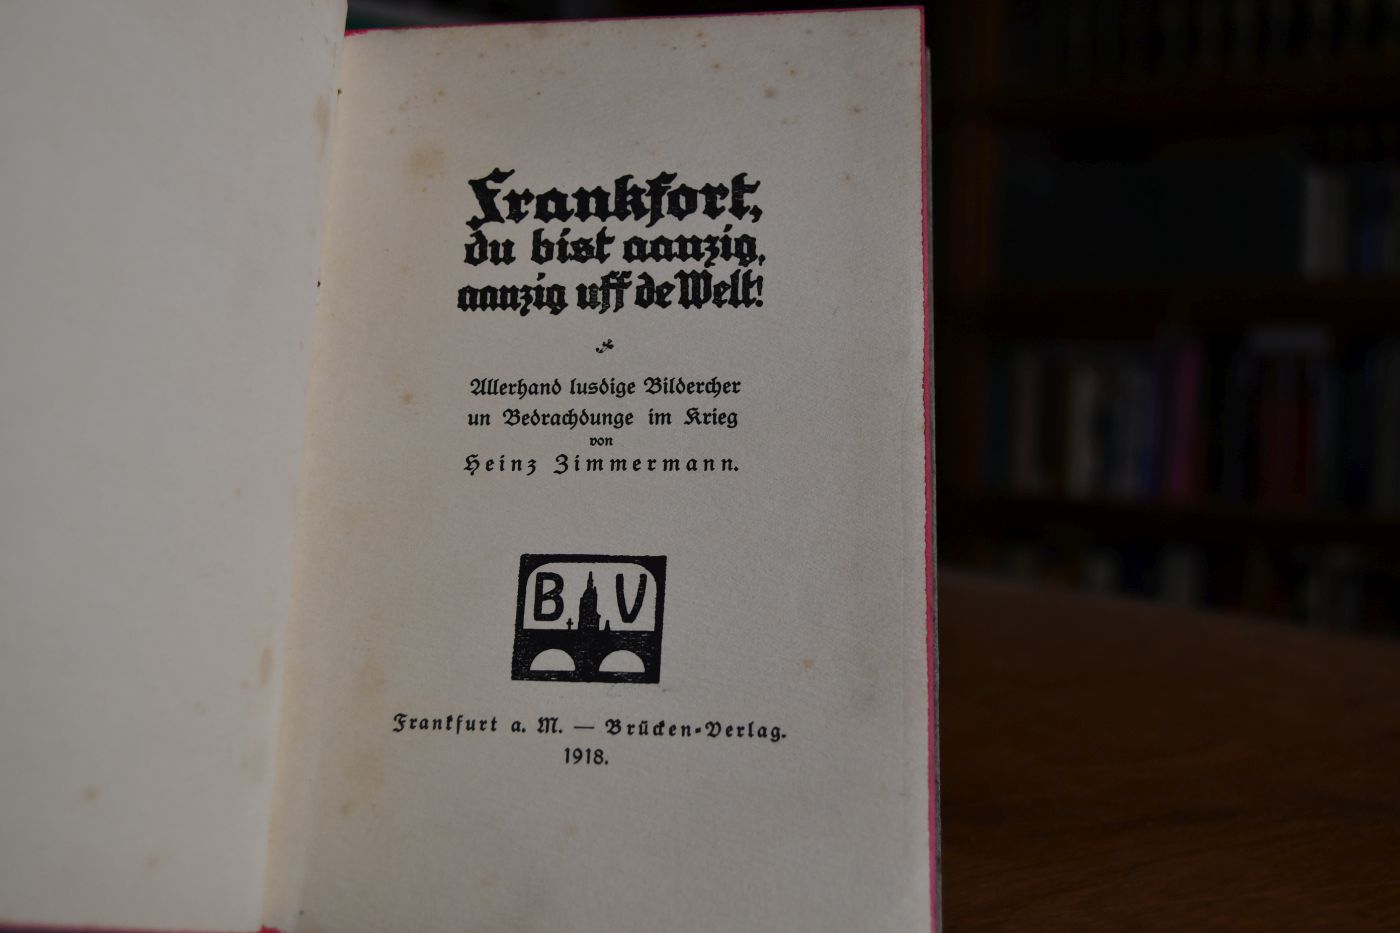 Frankfort,
du bist aanzig,
aanzig uff de Welt!
Allerhand lusdige Bildercher
un Bedrachdunge im Krieg
von
Heinz Zimmermann.
B V
Frankfurt a. M. — Brücken-Verlag.
1918.